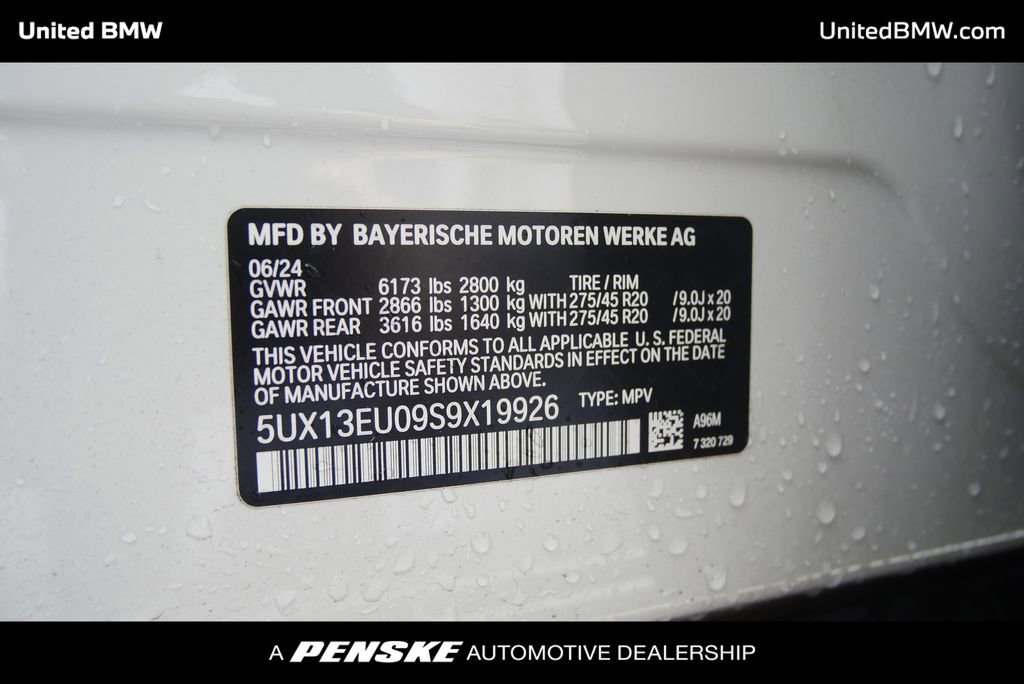 United BMW
UnitedBMW.com
MFD BY BAYERISCHE MOTOREN WERKE AG
06/24
GVWR 6173 lbs 2800 kg TIRE / RIM
GAWR FRONT 2866 lbs 1300 kg WITH 275/45 R20 / 9.0J x 20
GAWR REAR 3616 lbs 1640 kg WITH 275/45 R20 / 9.0J x 20
THIS VEHICLE CONFORMS TO ALL APPLICABLE U.S. FEDERAL
MOTOR VEHICLE SAFETY STANDARDS IN EFFECT ON THE DATE
OF MANUFACTURE SHOWN ABOVE.
5UX13EU09S9X19926 TYPE: MPV
A96M
7 320 729
A PENSKE AUTOMOTIVE DEALERSHIP